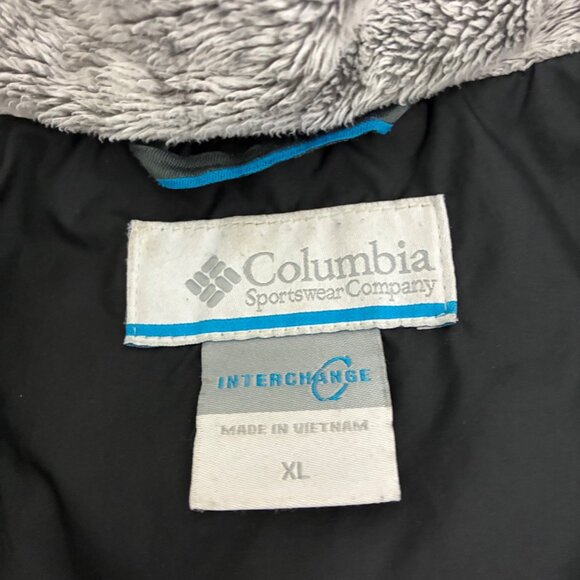 Columbia
Sportswear Company
INTERCHANGE
MADE IN VIETNAM
XL